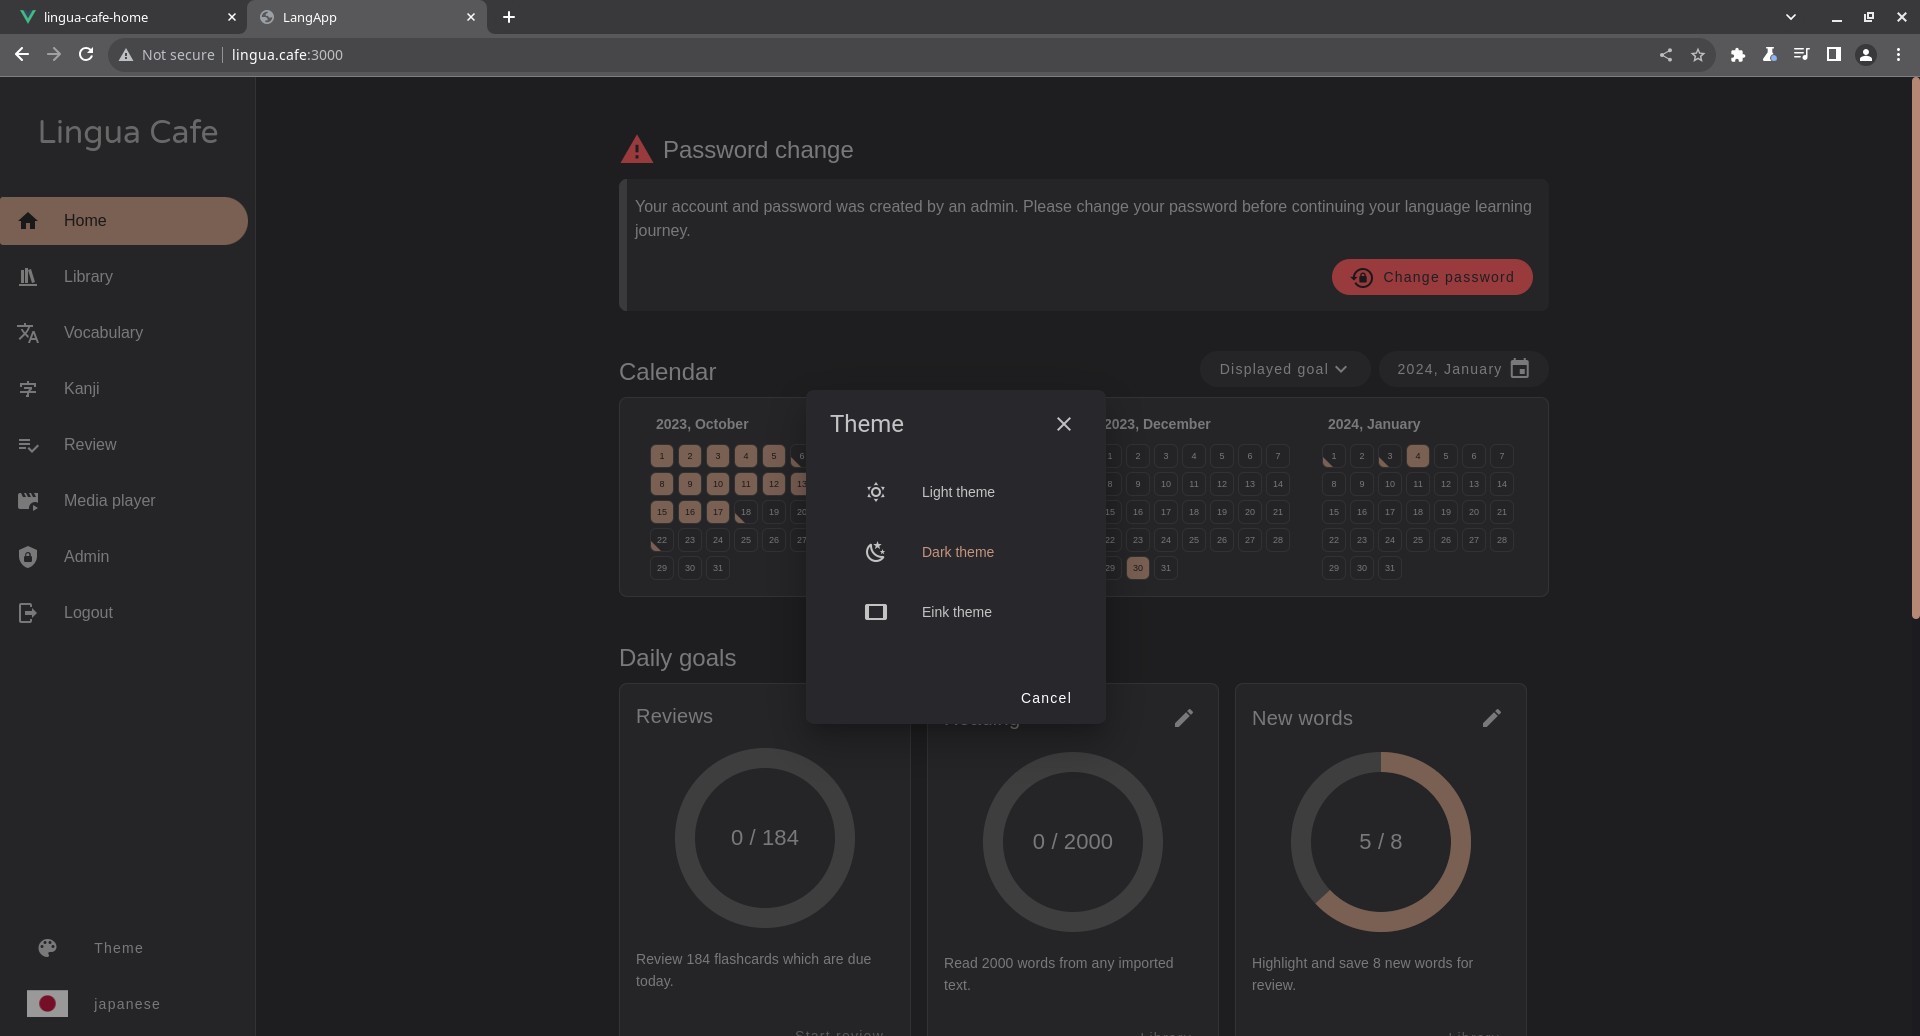 lingua-cafe-home
LangApp
Not secure
lingua.cafe:3000
Lingua Cafe
Home
Library
Vocabulary
Kanji
Review
Media player
Admin
Logout
Theme
japanese
Password change
Your account and password was created by an admin. Please change your password before continuing your language learning
journey.
Change password
Calendar
Displayed goal
2024, January
2023, October
1 2 3 4 5 6
8 9 10 11 12 13
15 16 17 18 19 20
22 23 24 25 26 27
29 30 31
2023, December
1 2 3 4 5 6 7
8 9 10 11 12 13 14
15 16 17 18 19 20 21
22 23 24 25 26 27 28
29 30 31
2024, January
1 2 3 4 5 6 7
8 9 10 11 12 13 14
15 16 17 18 19 20 21
22 23 24 25 26 27 28
29 30 31
Theme
Light theme
Dark theme
Eink theme
Cancel
Daily goals
Reviews
0 / 184
Review 184 flashcards which are due
today.
Start review
Reading
0 / 2000
Read 2000 words from any imported
text.
Library
New words
5 / 8
Highlight and save 8 new words for
review.
Library